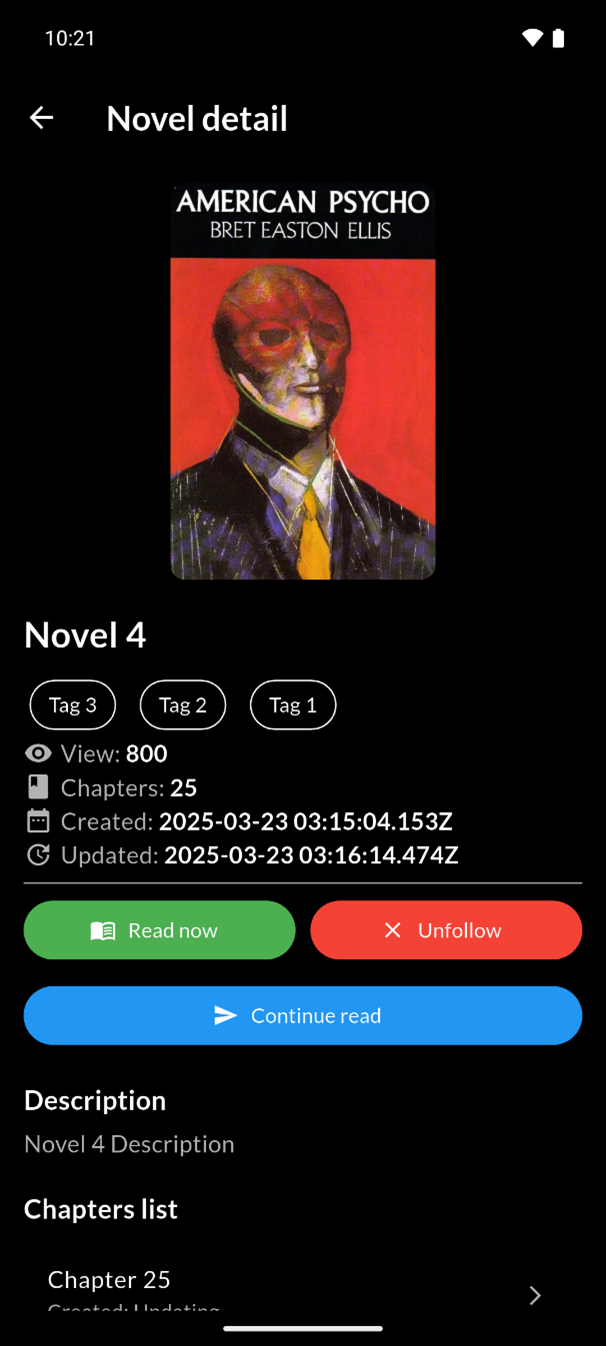 10:21
Novel detail
AMERICAN PSYCHO
BRET EASTON ELLIS
Novel 4
Tag 3 Tag 2 Tag 1
View: 800
Chapters: 25
Created: 2025-03-23 03:15:04.153Z
Updated: 2025-03-23 03:16:14.474Z
Read now Unfollow
Continue read
Description
Novel 4 Description
Chapters list
Chapter 25
Created: Updating